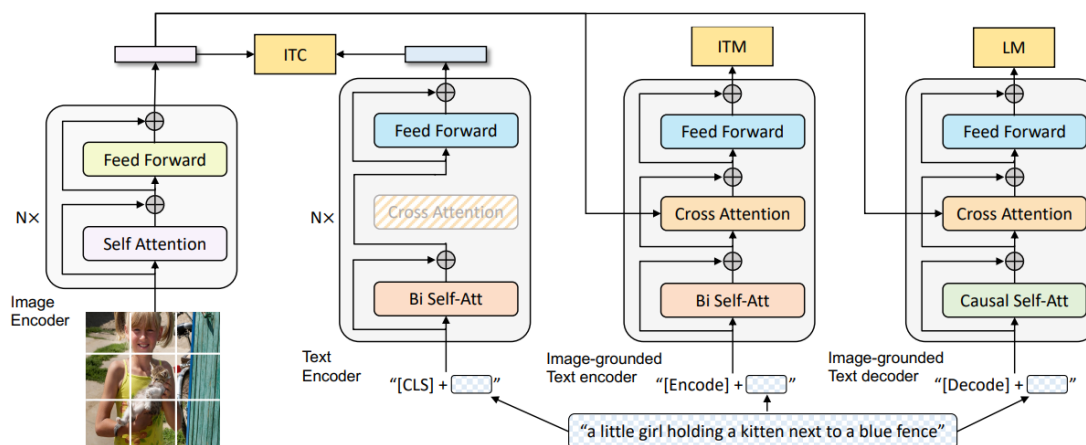 ITC
ITM
LM
N×
Feed Forward
Self Attention
Image
Encoder
N×
Feed Forward
Cross Attention
Bi Self-Att
Text
Encoder
“[CLS] + ”
Feed Forward
Cross Attention
Bi Self-Att
Image-grounded
Text encoder
“[Encode] + ”
Feed Forward
Cross Attention
Causal Self-Att
Image-grounded
Text decoder
“[Decode] + ”
“a little girl holding a kitten next to a blue fence”